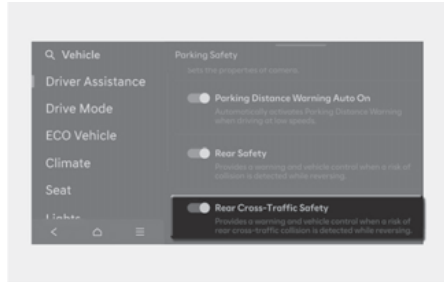 Vehicle
Driver Assistance
Drive Mode
ECO Vehicle
Climate
Seat
Lights
Parking Safety
sets the properties of camera.
Parking Distance Warning Auto On
Automatically activates Parking Distance Warning
when driving at low speeds.
Rear Safety
Provides a warning and vehicle control when a risk of
collision is detected while reversing.
Rear Cross-Traffic Safety
Provides a warning and vehicle control when a risk of
rear cross-traffic collision is detected while reversing.